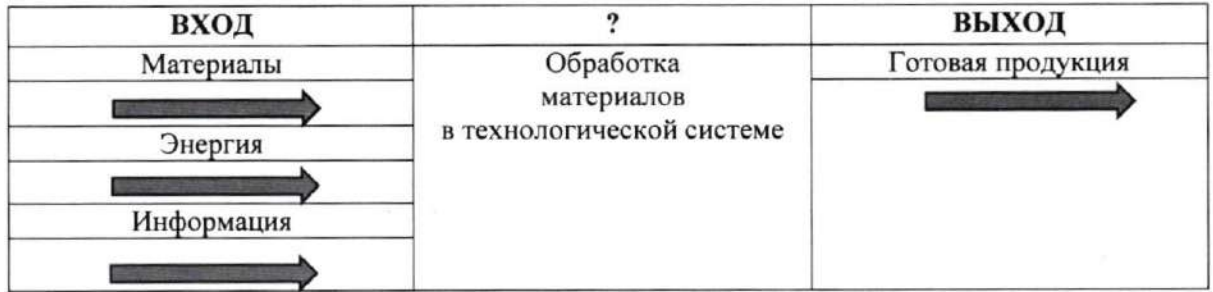 ВХОД
?
ВЫХОД
Материалы
Обработка
материалов
в технологической системе
Готовая продукция
Энергия
Информация